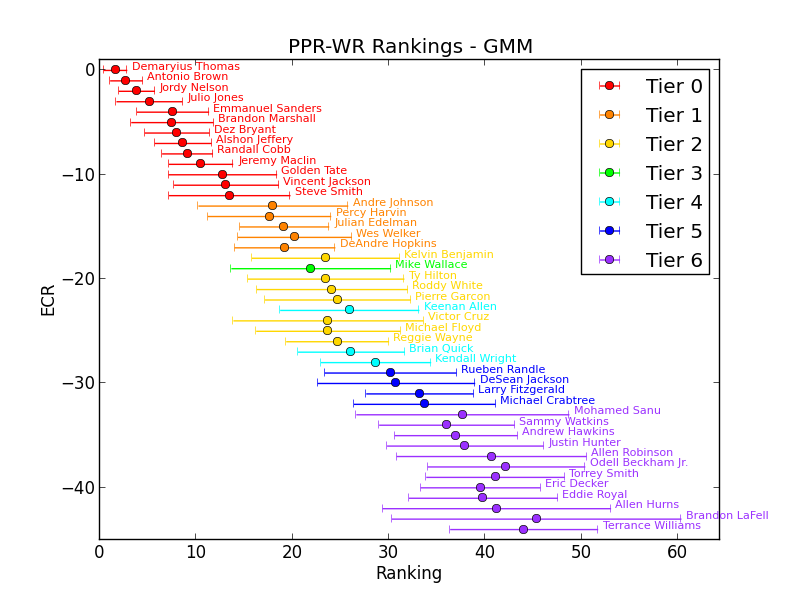 PPR-WR Rankings - GMM
Demaryius Thomas
Antonio Brown
Jordy Nelson
Julio Jones
Emmanuel Sanders
Brandon Marshall
Dez Bryant
Alshon Jeffery
Randall Cobb
Jeremy Maclin
Golden Tate
Vincent Jackson
Steve Smith
Andre Johnson
Percy Harvin
Julian Edelman
Wes Welker
DeAndre Hopkins
Kelvin Benjamin
Mike Wallace
Ty Hilton
Roddy White
Pierre Garcon
Keenan Allen
Victor Cruz
Michael Floyd
Reggie Wayne
Brian Quick
Kendall Wright
Rueben Randle
DeSean Jackson
Larry Fitzgerald
Michael Crabtree
Mohamed Sanu
Sammy Watkins
Andrew Hawkins
Justin Hunter
Allen Robinson
Odell Beckham Jr.
Torrey Smith
Eric Decker
Eddie Royal
Allen Hurns
Brandon LaFell
Terrance Williams
Tier 0
Tier 1
Tier 2
Tier 3
Tier 4
Tier 5
Tier 6
0
−10
−20
−30
−40
ECR
0 10 20 30 40 50 60
Ranking